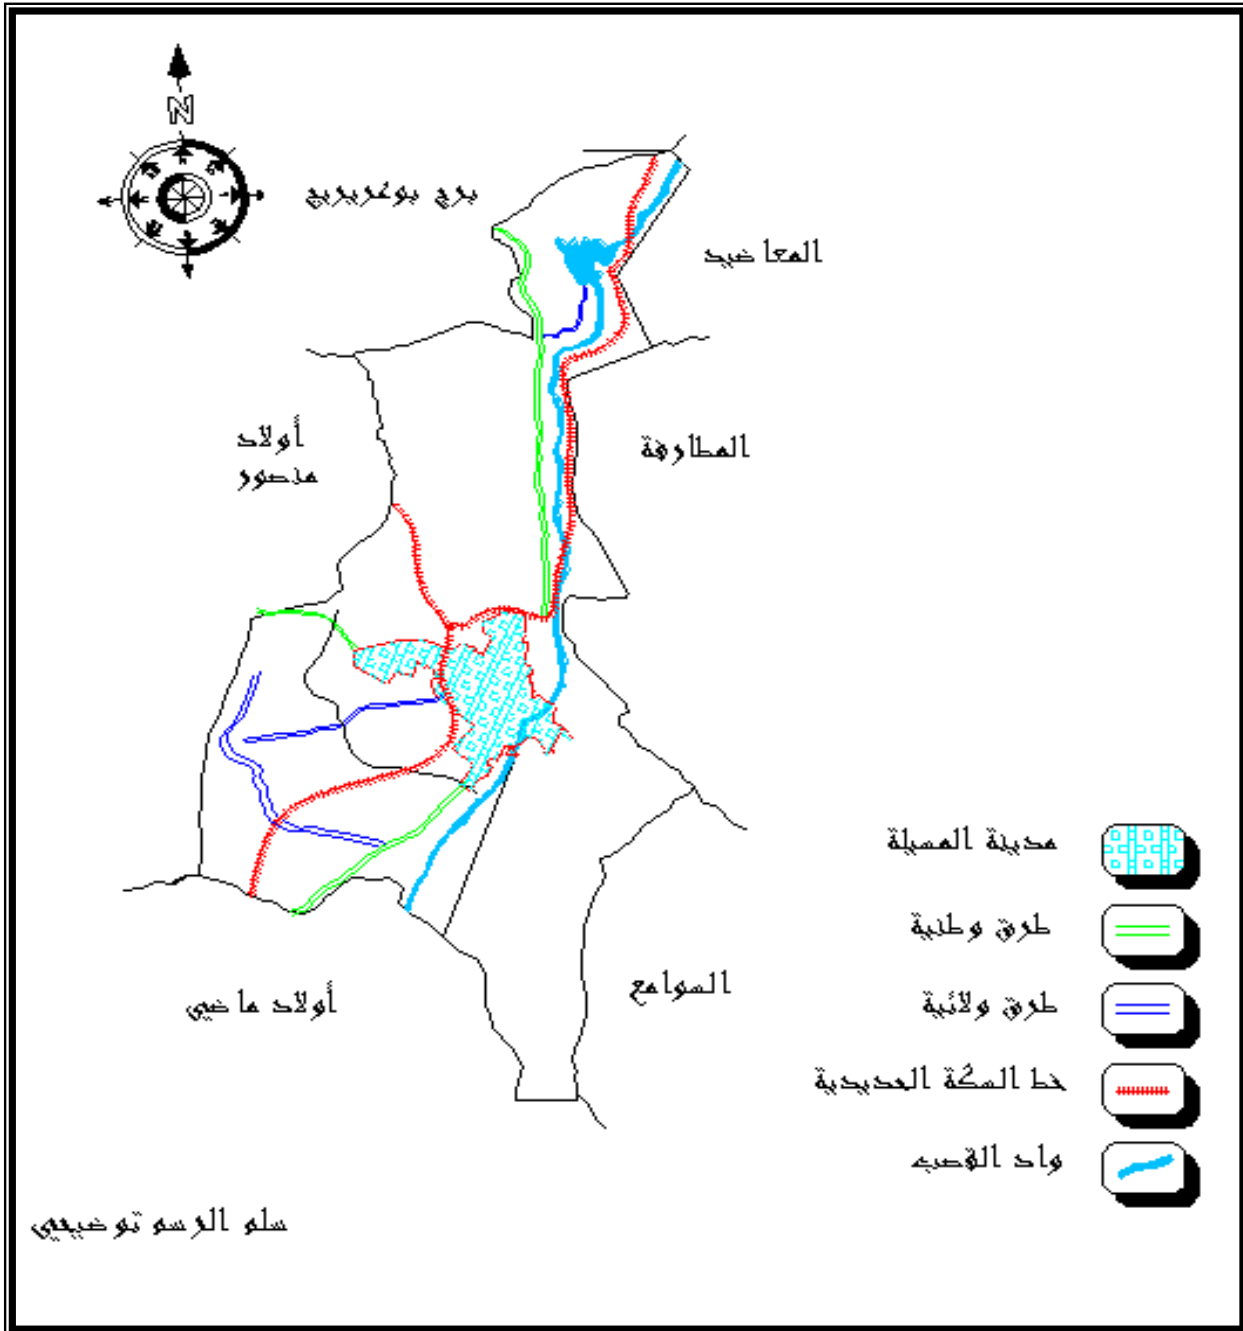 N
برج بوعريريج
المعاضيد
أولاد
منصور
المطارفة
مدينة المسيلة
طرق وطنية
طرق ولائية
خط السكة الحديدية
واد القصب
السوامع
أولاد ماضي
سلم الرسم توضيحي